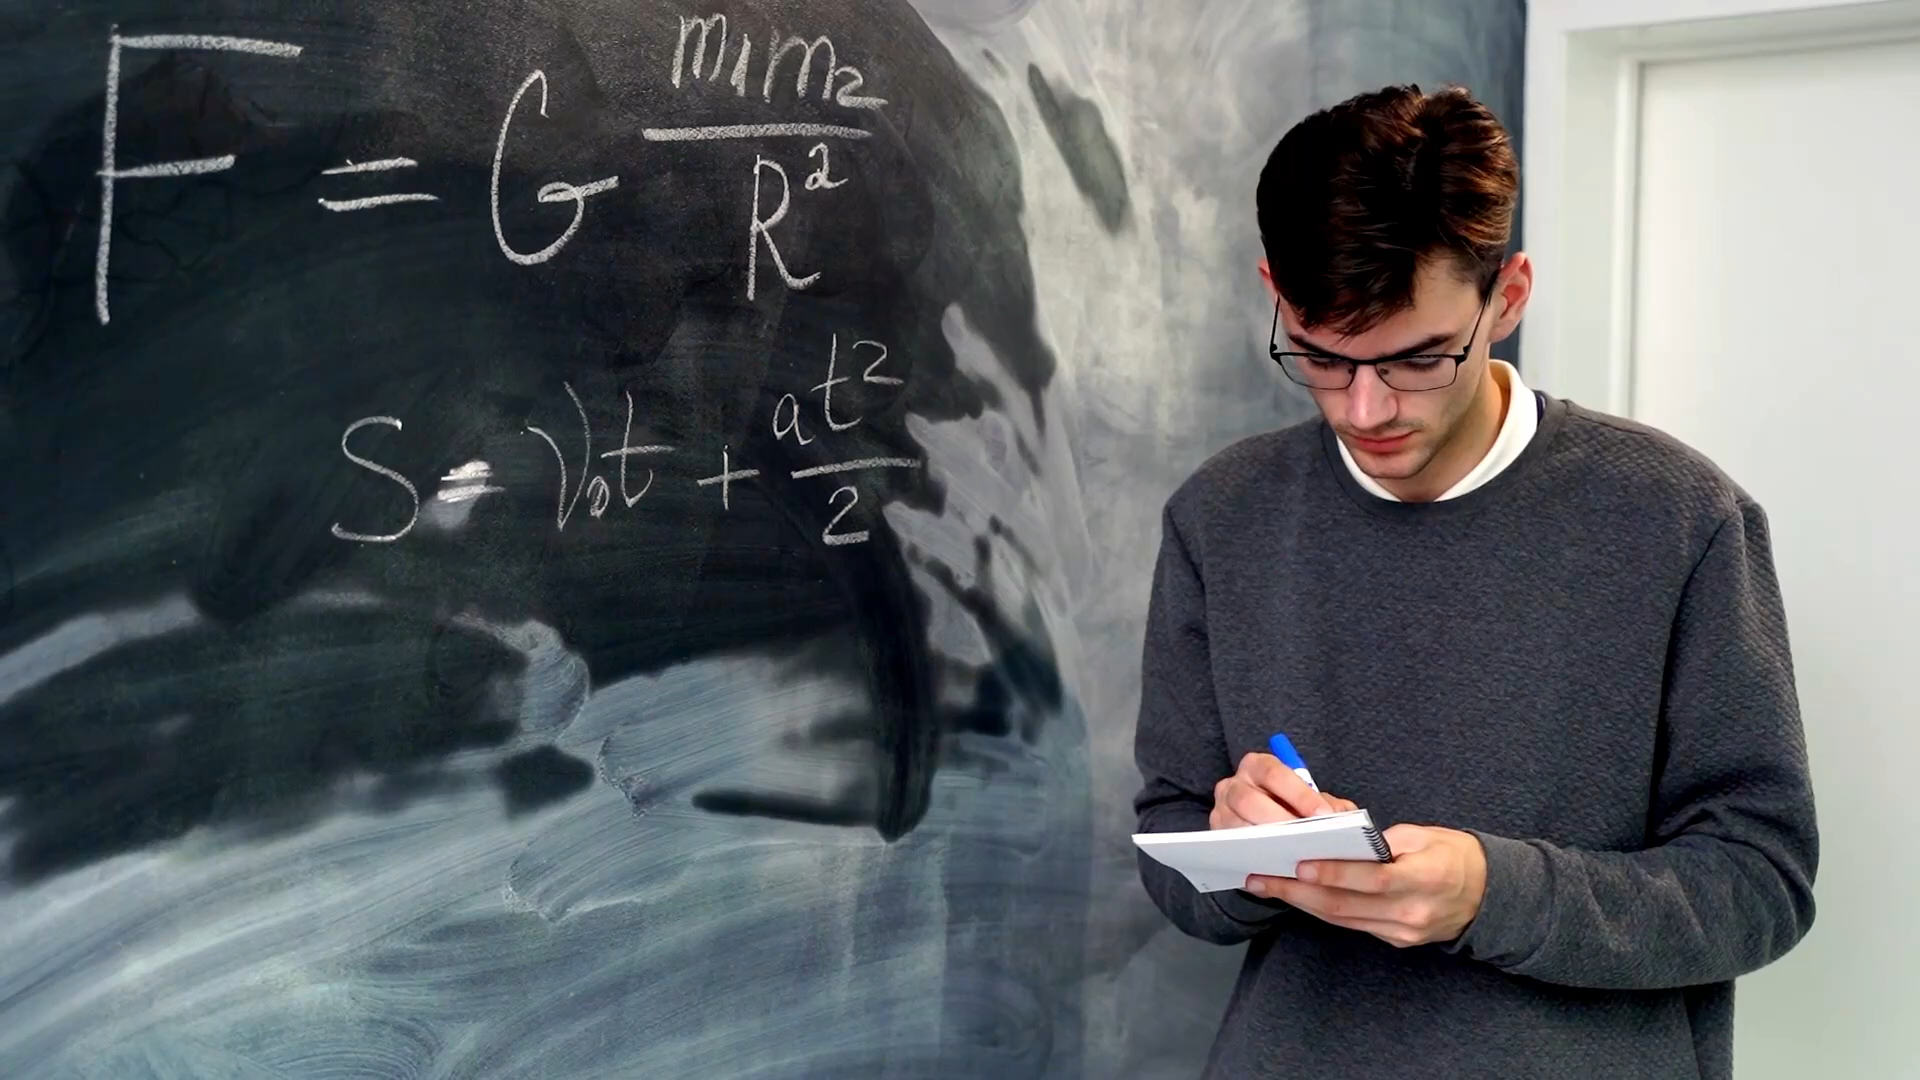 F = G m₁m₂/R²
S = V₀t + at²/2